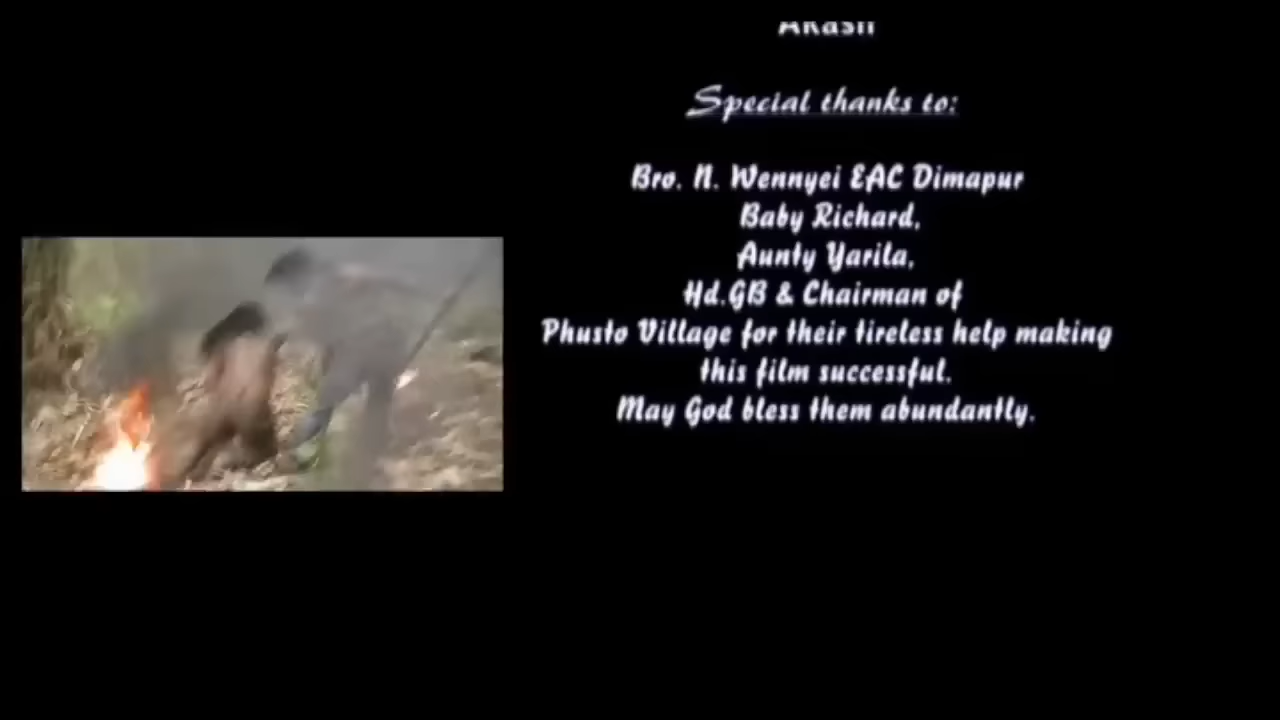 Akash
Special thanks to:
Bro. N. Wennyei EAC Dimapur
Baby Richard,
Aunty Yarila,
Hd.GB & Chairman of
Phusto Village for their tireless help making
this film successful.
May God bless them abundantly.